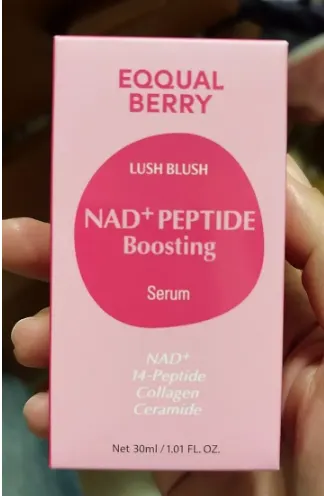 EQQUAL
BERRY
LUSH BLUSH
NAD⁺ PEPTIDE
Boosting
Serum
NAD⁺
14-Peptide
Collagen
Ceramide
Net 30ml / 1.01 FL. OZ.